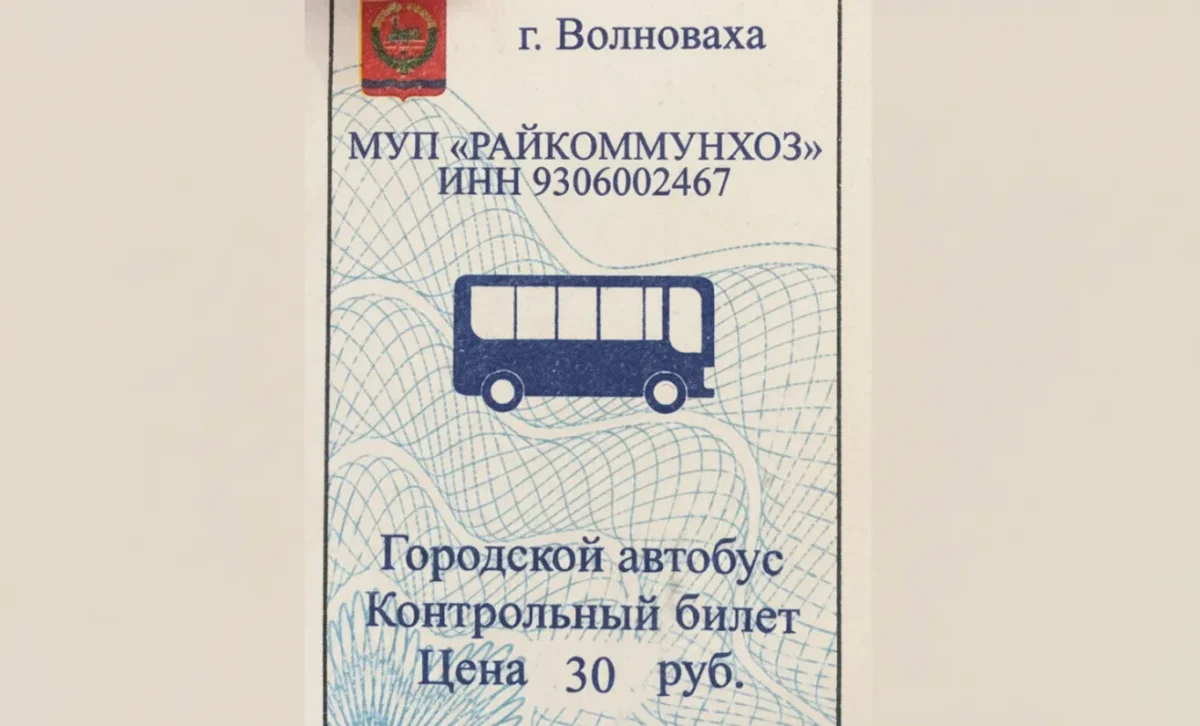 г. Волноваха
МУП «РАЙКОММУНХОЗ»
ИНН 9306002467
Городской автобус
Контрольный билет
Цена 30 руб.